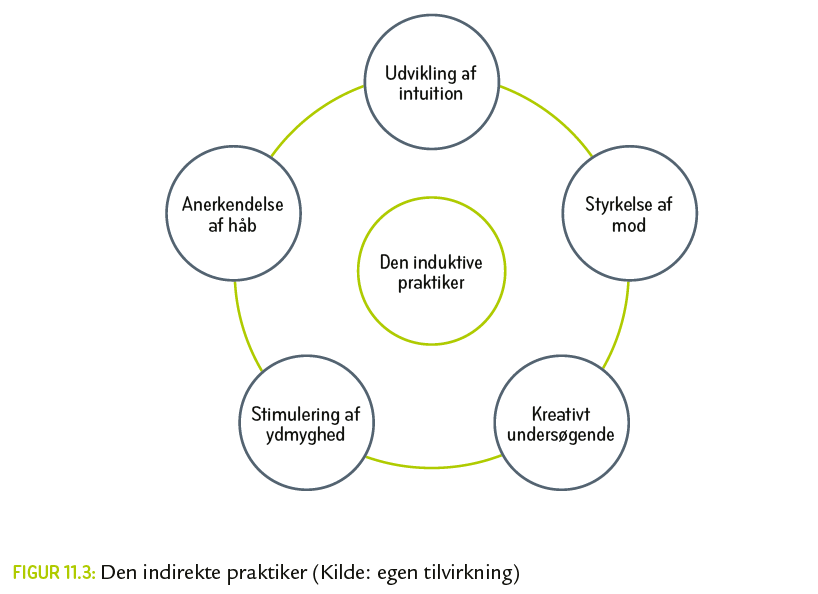 Udvikling af
intuition
Styrkelse af
mod
Kreativt
undersøgende
Stimulering af
ydmyghed
Anerkendelse
af håb
Den induktive
praktiker
FIGUR 11.3: Den indirekte praktiker (Kilde: egen tilvirkning)